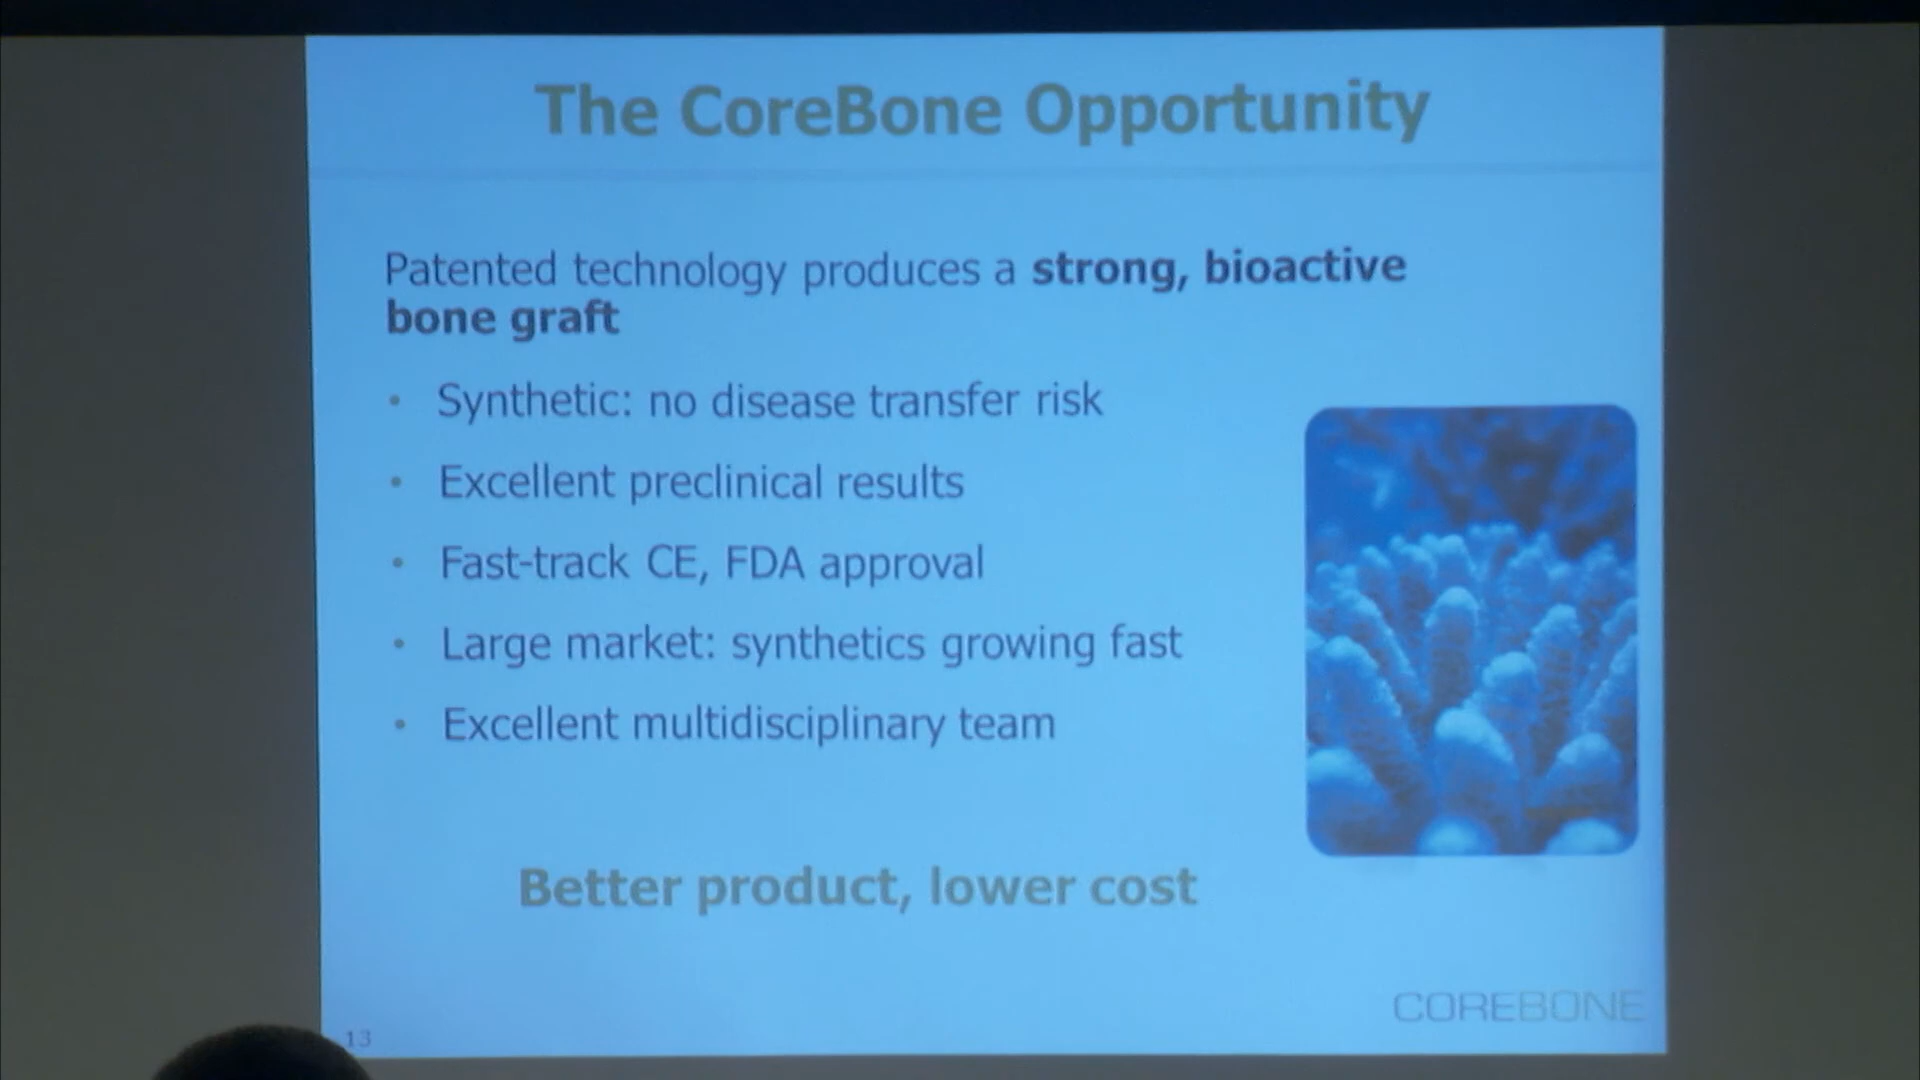 The CoreBone Opportunity
Patented technology produces a strong, bioactive
bone graft
• Synthetic: no disease transfer risk
• Excellent preclinical results
• Fast-track CE, FDA approval
• Large market: synthetics growing fast
• Excellent multidisciplinary team
Better product, lower cost
COREBONE
13